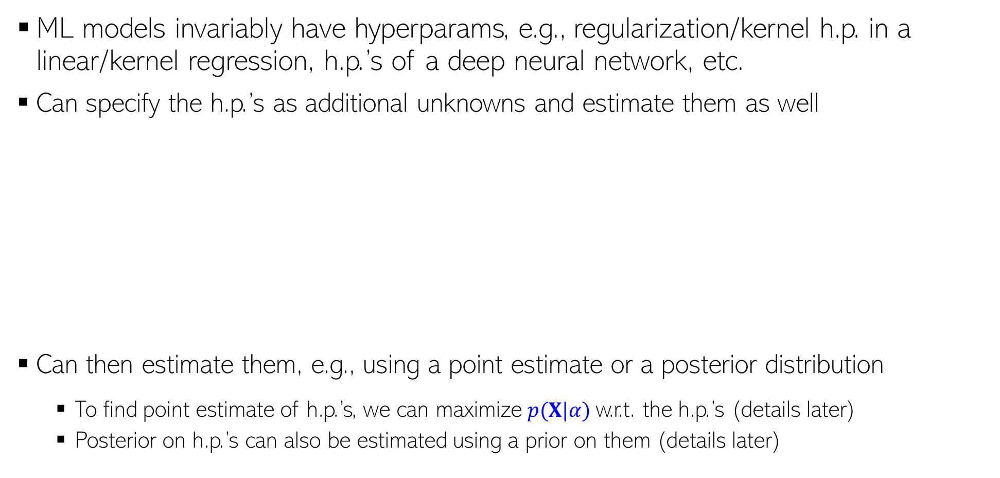 ▪ ML models invariably have hyperparams, e.g., regularization/kernel h.p. in a
linear/kernel regression, h.p.'s of a deep neural network, etc.
▪ Can specify the h.p.'s as additional unknowns and estimate them as well
▪ Can then estimate them, e.g., using a point estimate or a posterior distribution
▪ To find point estimate of h.p.'s, we can maximize p(X|α) w.r.t. the h.p.'s (details later)
▪ Posterior on h.p.'s can also be estimated using a prior on them (details later)